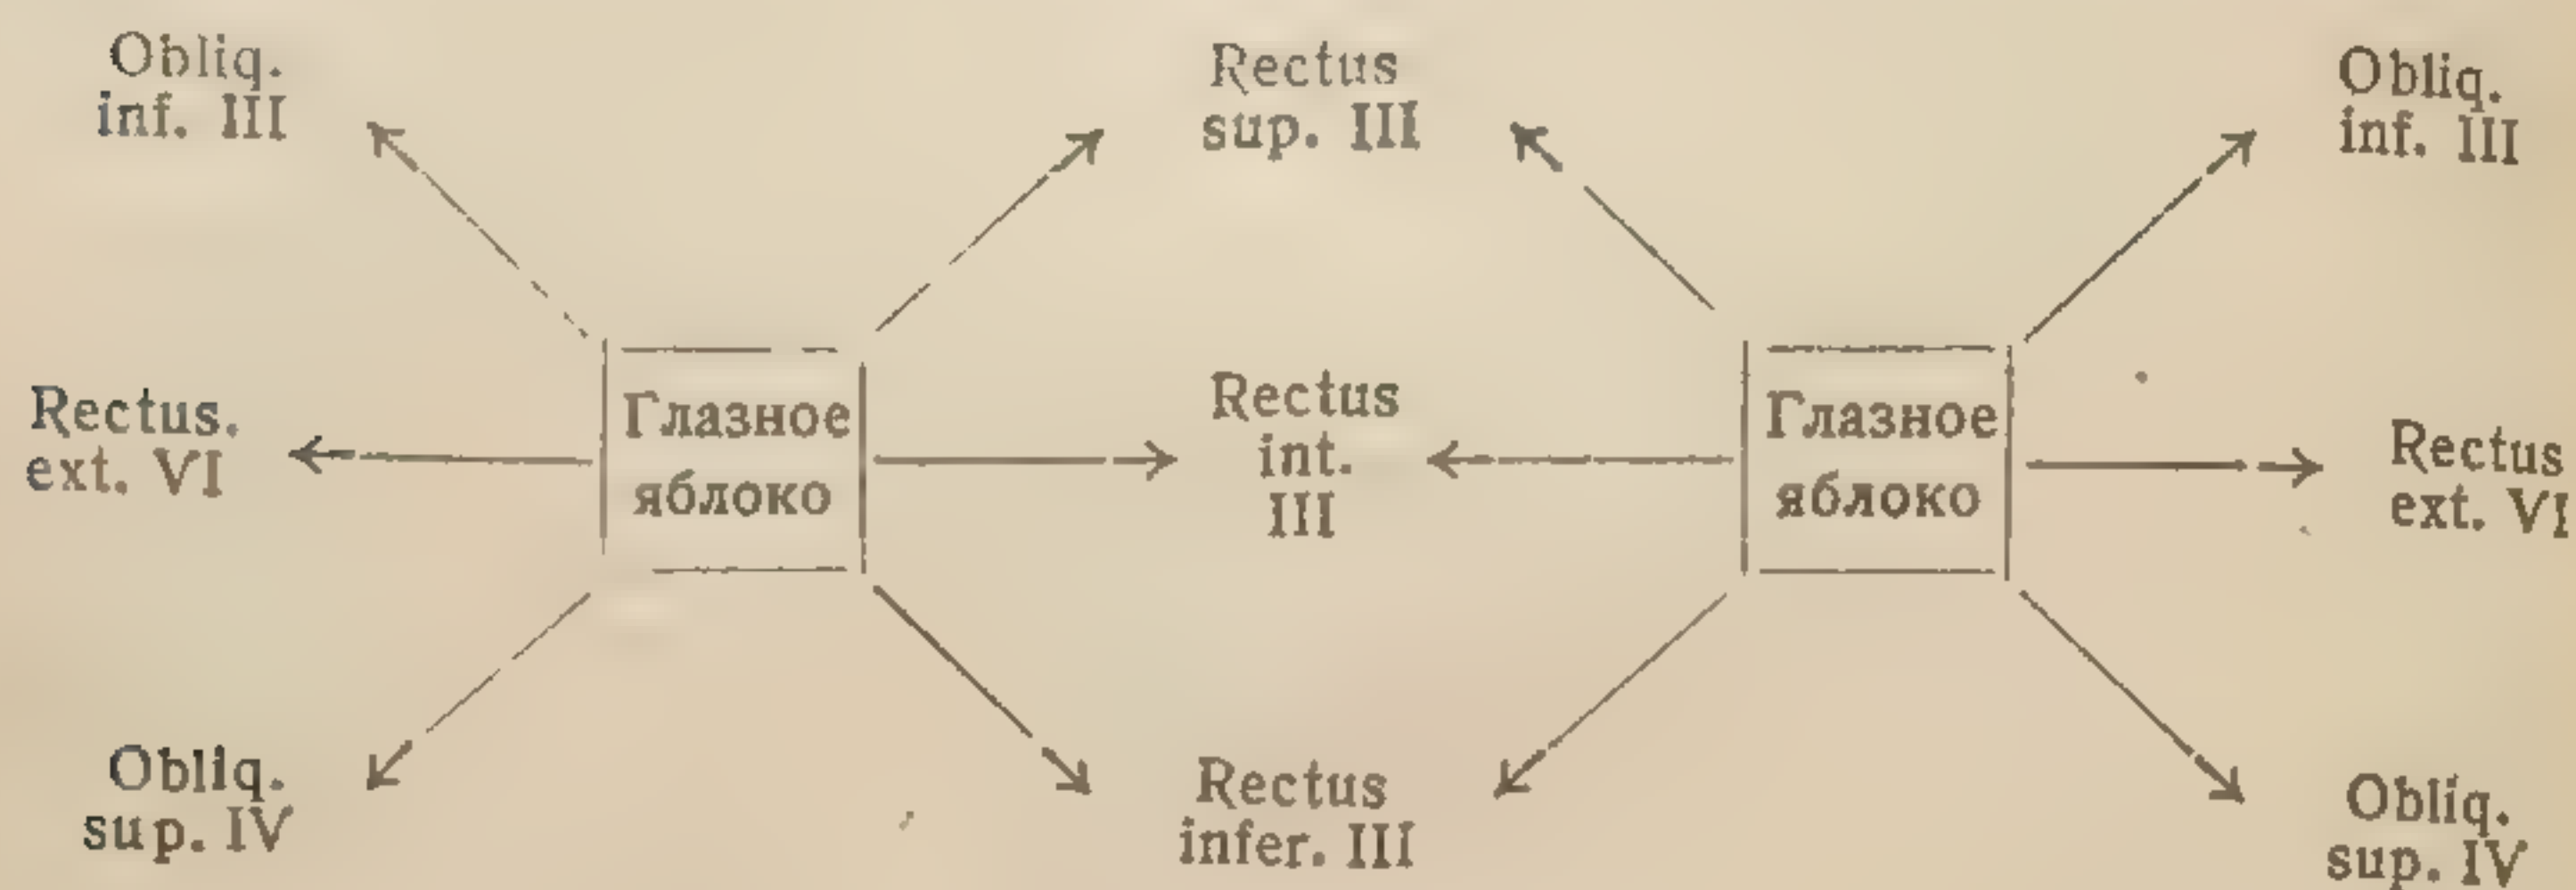 Obliq.
inf. III
Rectus
sup. III
Obliq.
inf. III
Rectus.
ext. VI
Глазное
яблоко
Rectus
int.
III
Глазное
яблоко
Rectus
ext. VI
Obliq.
sup. IV
Rectus
infer. III
Obliq.
sup. IV